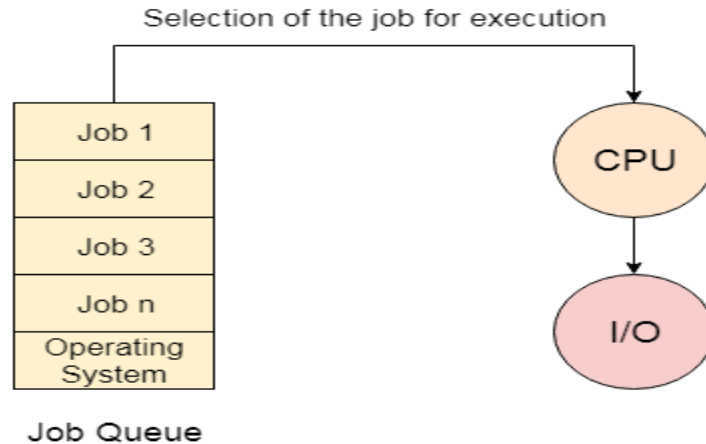 Selection of the job for execution
Job 1
Job 2
Job 3
Job n
Operating
System
Job Queue
CPU
I/O